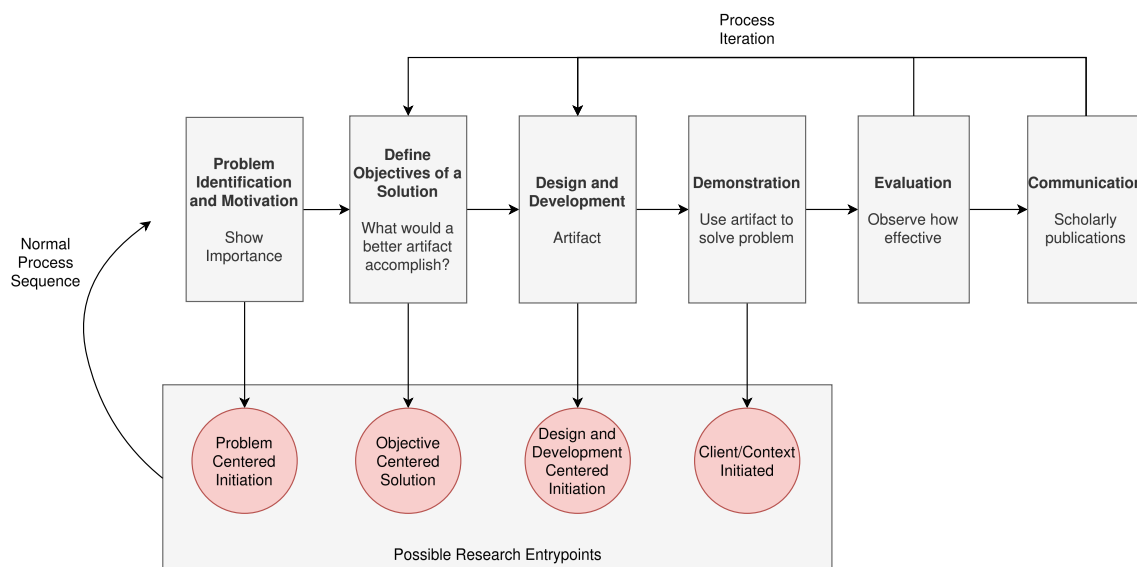 Process
Iteration
Problem
Identification
and Motivation
Show
Importance
Define
Objectives of a
Solution
What would a
better artifact
accomplish?
Design and
Development
Artifact
Demonstration
Use artifact to
solve problem
Evaluation
Observe how
effective
Communication
Scholarly
publications
Normal
Process
Sequence
Problem
Centered
Initiation
Objective
Centered
Solution
Design and
Development
Centered
Initiation
Client/Context
Initiated
Possible Research Entrypoints